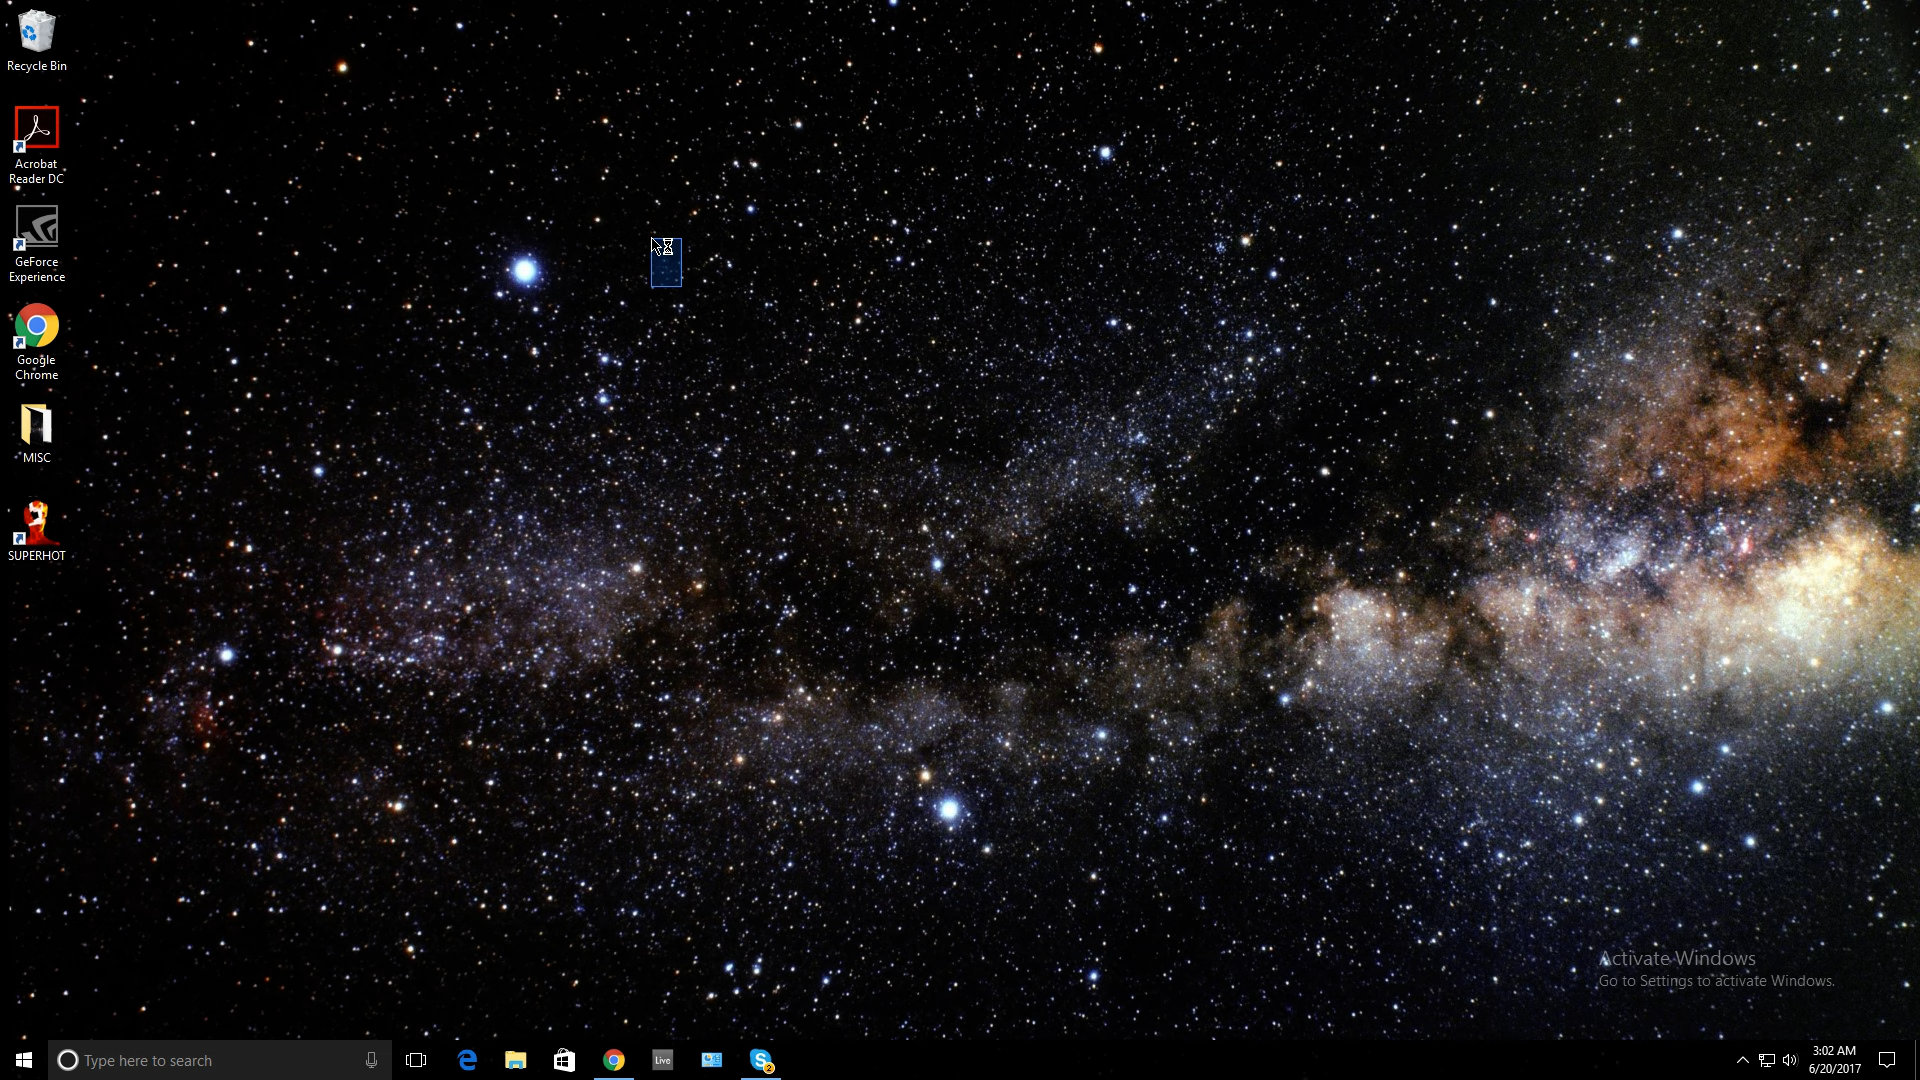 Recycle Bin
Acrobat
Reader DC
GeForce
Experience
Google
Chrome
MISC
SUPERHOT
Activate Windows
Go to Settings to activate Windows.
Type here to search
Live
2
3:02 AM
6/20/2017